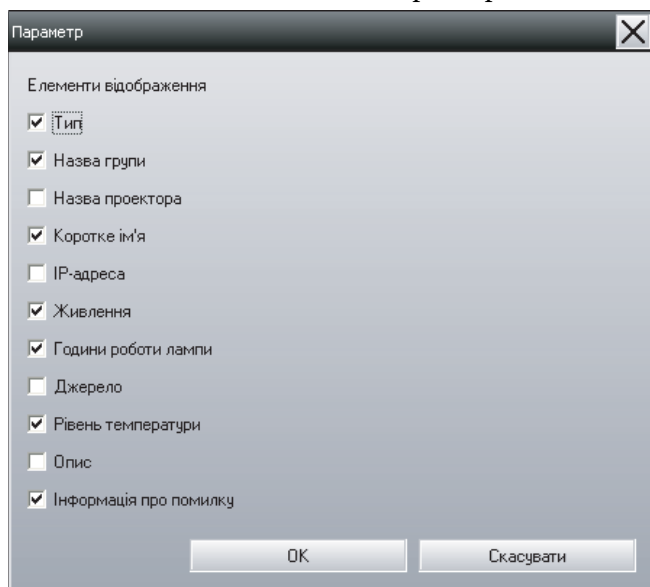 Параметр
Елементи відображення
Тип
Назва групи
Назва проектора
Коротке ім'я
IP-адреса
Живлення
Години роботи лампи
Джерело
Рівень температури
Опис
Інформація про помилку
OK
Скасувати